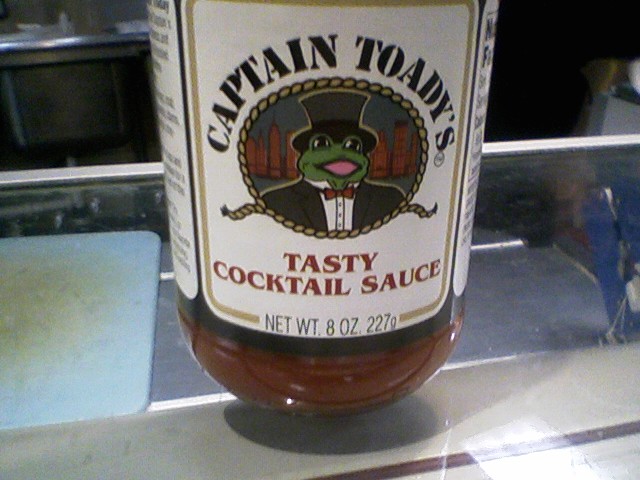 CAPTAIN TOADY'S
TASTY
COCKTAIL SAUCE
NET WT. 8 OZ. 227g